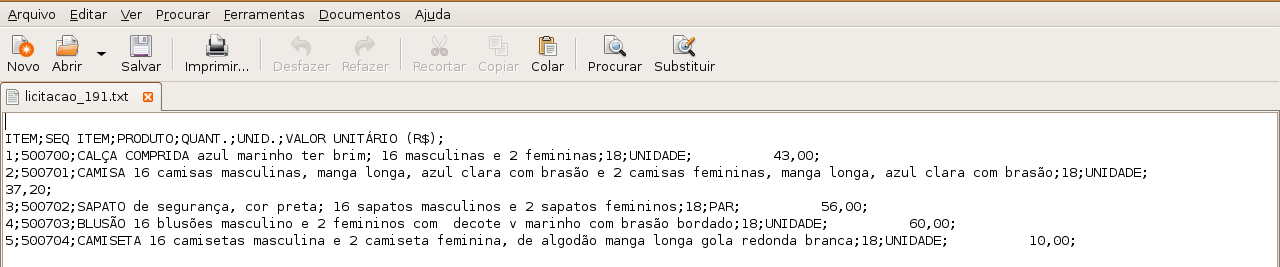 Arquivo Editar Ver Procurar Ferramentas Documentos Ajuda
Novo Abrir Salvar Imprimir... Desfazer Refazer Recortar Copiar Colar Procurar Substituir
licitacao_191.txt
ITEM;SEQ ITEM;PRODUTO;QUANT.;UNID.;VALOR UNITÁRIO (R$);
1;500700;CALÇA COMPRIDA azul marinho ter brim; 16 masculinas e 2 femininas;18;UNIDADE; 43,00;
2;500701;CAMISA 16 camisas masculinas, manga longa, azul clara com brasão e 2 camisas femininas, manga longa, azul clara com brasão;18;UNIDADE;
37,20;
3;500702;SAPATO de segurança, cor preta; 16 sapatos masculinos e 2 sapatos femininos;18;PAR; 56,00;
4;500703;BLUSÃO 16 blusões masculino e 2 femininos com  decote v marinho com brasão bordado;18;UNIDADE; 60,00;
5;500704;CAMISETA 16 camisetas masculina e 2 camiseta feminina, de algodão manga longa gola redonda branca;18;UNIDADE; 10,00;